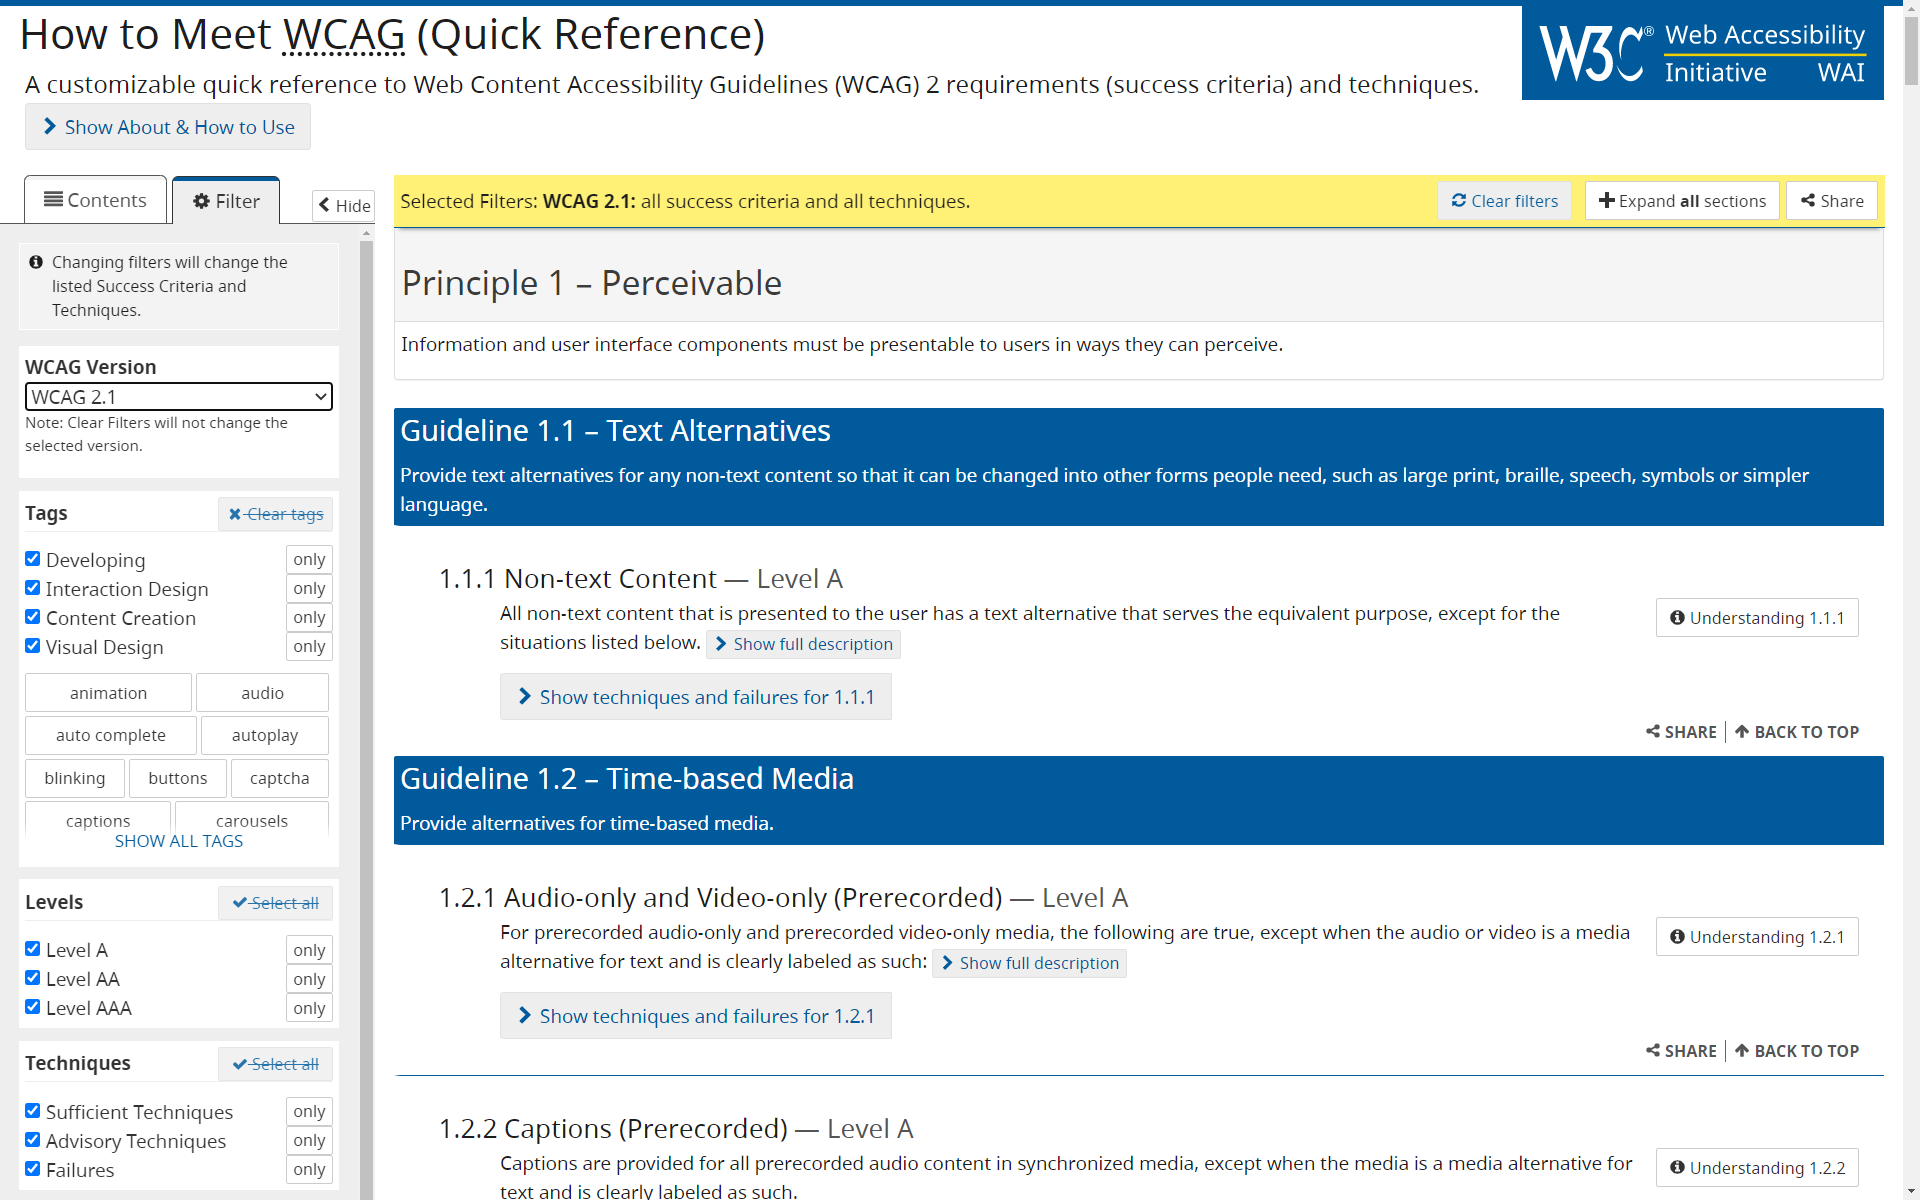 How to Meet WCAG (Quick Reference)
A customizable quick reference to Web Content Accessibility Guidelines (WCAG) 2 requirements (success criteria) and techniques.
Show About & How to Use
W3C® Web Accessibility
Initiative WAI
Contents
Filter
Hide
Changing filters will change the
listed Success Criteria and
Techniques.
WCAG Version
WCAG 2.1
Note: Clear Filters will not change the
selected version.
Tags
Clear tags
Developing only
Interaction Design only
Content Creation only
Visual Design only
animation audio
auto complete autoplay
blinking buttons captcha
captions carousels
SHOW ALL TAGS
Levels
Select all
Level A only
Level AA only
Level AAA only
Techniques
Select all
Sufficient Techniques only
Advisory Techniques only
Failures only
Selected Filters: WCAG 2.1: all success criteria and all techniques.
Clear filters
Expand all sections
Share
Principle 1 – Perceivable
Information and user interface components must be presentable to users in ways they can perceive.
Guideline 1.1 – Text Alternatives
Provide text alternatives for any non-text content so that it can be changed into other forms people need, such as large print, braille, speech, symbols or simpler
language.
1.1.1 Non-text Content — Level A
All non-text content that is presented to the user has a text alternative that serves the equivalent purpose, except for the
situations listed below. Show full description
Understanding 1.1.1
Show techniques and failures for 1.1.1
SHARE BACK TO TOP
Guideline 1.2 – Time-based Media
Provide alternatives for time-based media.
1.2.1 Audio-only and Video-only (Prerecorded) — Level A
For prerecorded audio-only and prerecorded video-only media, the following are true, except when the audio or video is a media
alternative for text and is clearly labeled as such: Show full description
Understanding 1.2.1
Show techniques and failures for 1.2.1
SHARE BACK TO TOP
1.2.2 Captions (Prerecorded) — Level A
Captions are provided for all prerecorded audio content in synchronized media, except when the media is a media alternative for
text and is clearly labeled as such.
Understanding 1.2.2